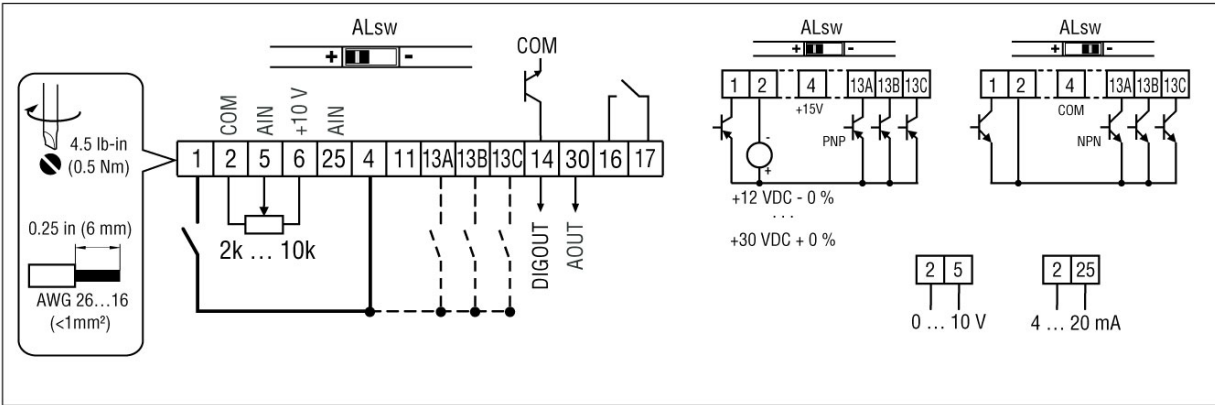 ALsw
+ -
COM
COM
AIN
+10 V
AIN
4.5 lb-in
(0.5 Nm)
1 2 5 6 25 4 11 13A 13B 13C 14 30 16 17
0.25 in (6 mm)
2k ... 10k
DIGOUT
AOUT
AWG 26...16
(<1mm²)
ALsw
+ -
1 2 4 13A 13B 13C
+15V
PNP
-
+
+12 VDC - 0 %
...
+30 VDC + 0 %
ALsw
+ -
1 2 4 13A 13B 13C
COM
NPN
2 5
0 ... 10 V
2 25
4 ... 20 mA